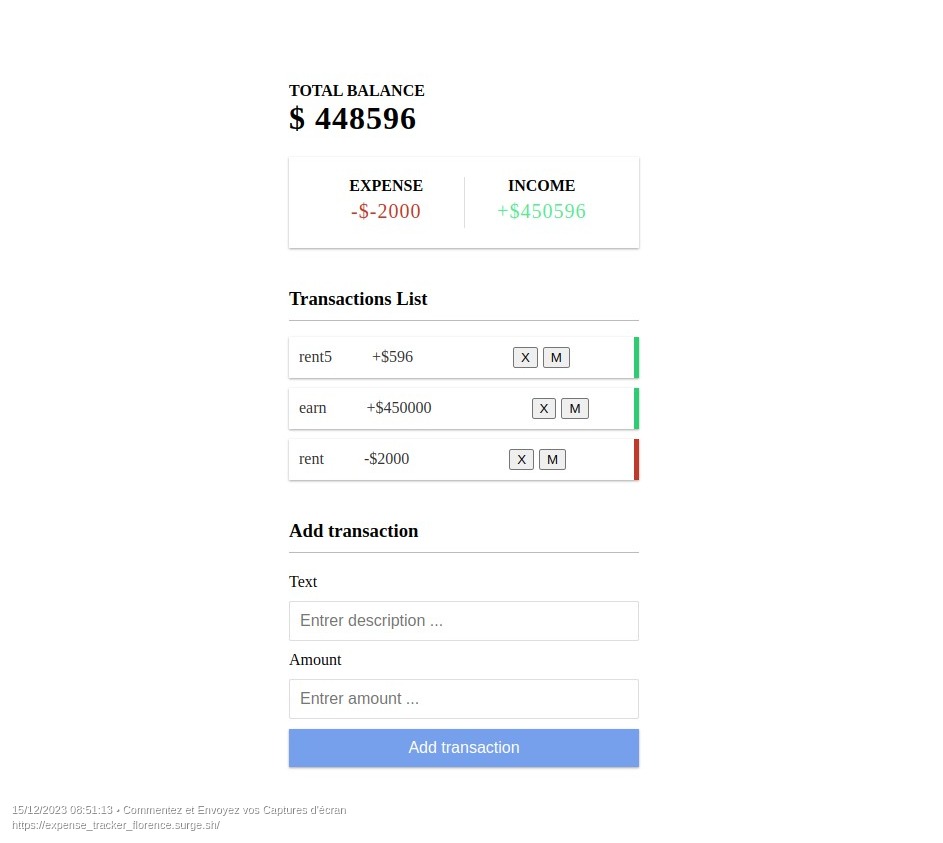 TOTAL BALANCE
$ 448596
EXPENSE INCOME
-$-2000 +$450596
Transactions List
rent5 +$596 X M
earn +$450000 X M
rent -$2000 X M
Add transaction
Text
Entrer description ...
Amount
Entrer amount ...
Add transaction
15/12/2023 08:51:13 • Commentez et Envoyez vos Captures d'écran
https://expense_tracker_florence.surge.sh/